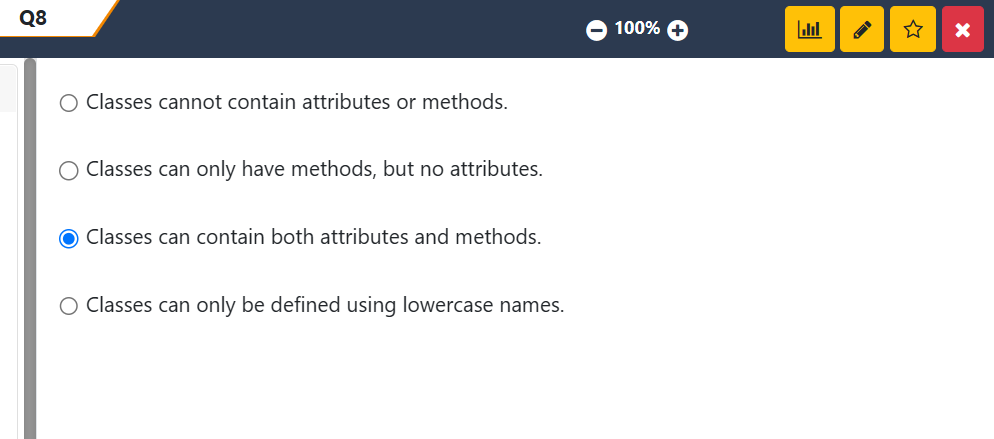 Q8
100%
Classes cannot contain attributes or methods.
Classes can only have methods, but no attributes.
Classes can contain both attributes and methods.
Classes can only be defined using lowercase names.